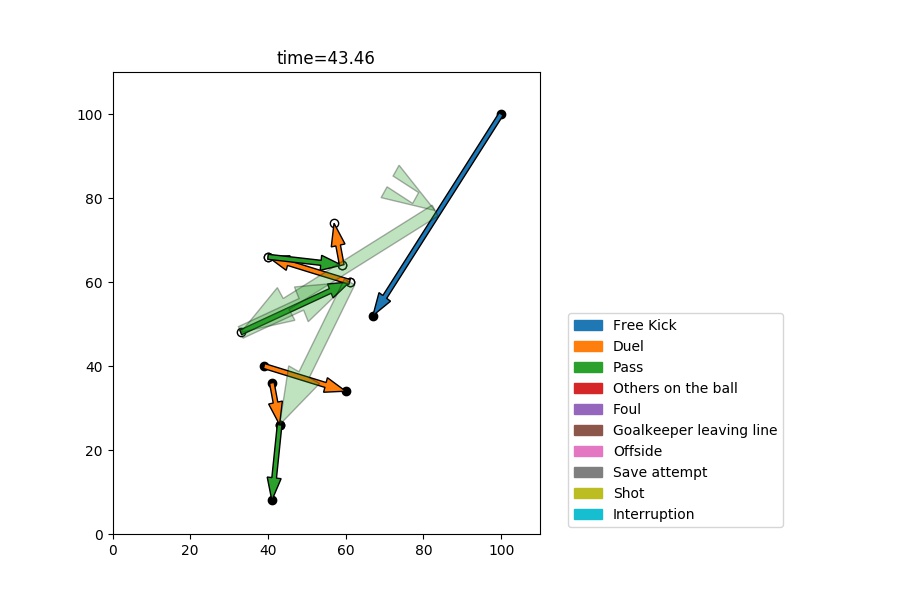 time=43.46
100
80
60
40
20
0
0 20 40 60 80 100
Free Kick
Duel
Pass
Others on the ball
Foul
Goalkeeper leaving line
Offside
Save attempt
Shot
Interruption